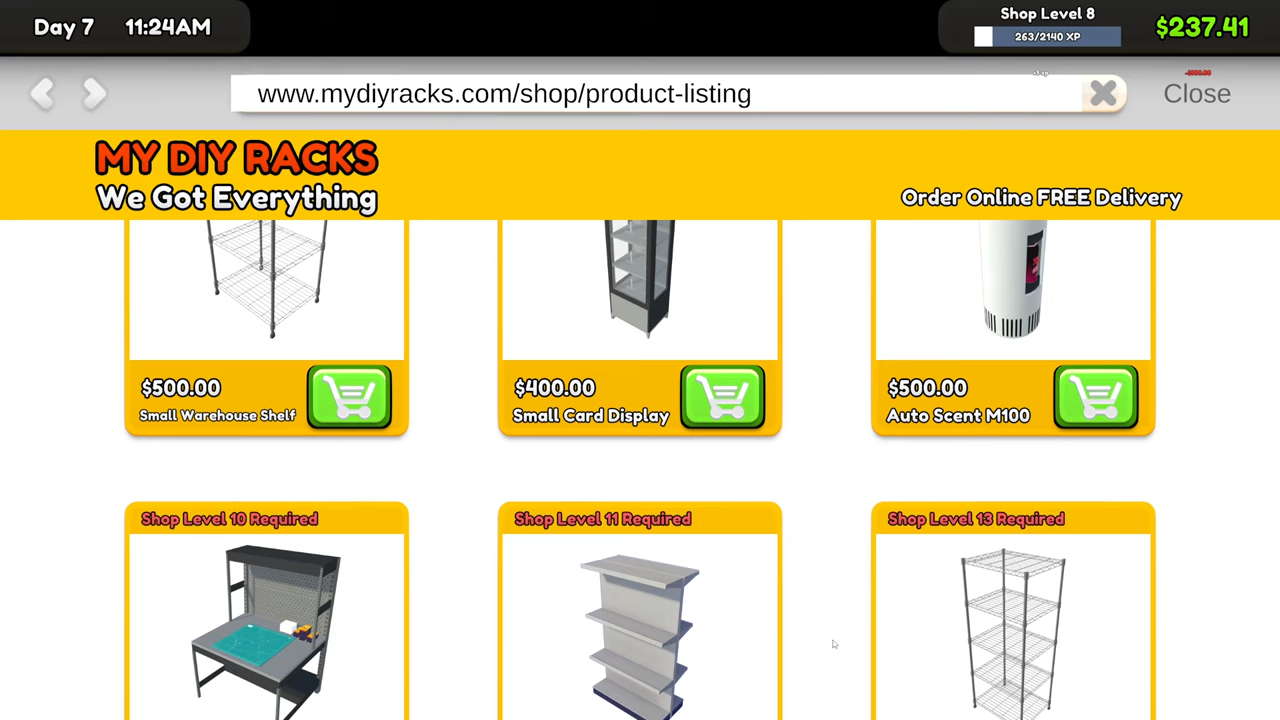 Day 7 11:24AM
Shop Level 8
263/2140 XP
$237.41
www.mydiyracks.com/shop/product-listing
Close
MY DIY RACKS
We Got Everything
Order Online FREE Delivery
$500.00
Small Warehouse Shelf
$400.00
Small Card Display
$500.00
Auto Scent M100
Shop Level 10 Required
Shop Level 11 Required
Shop Level 13 Required